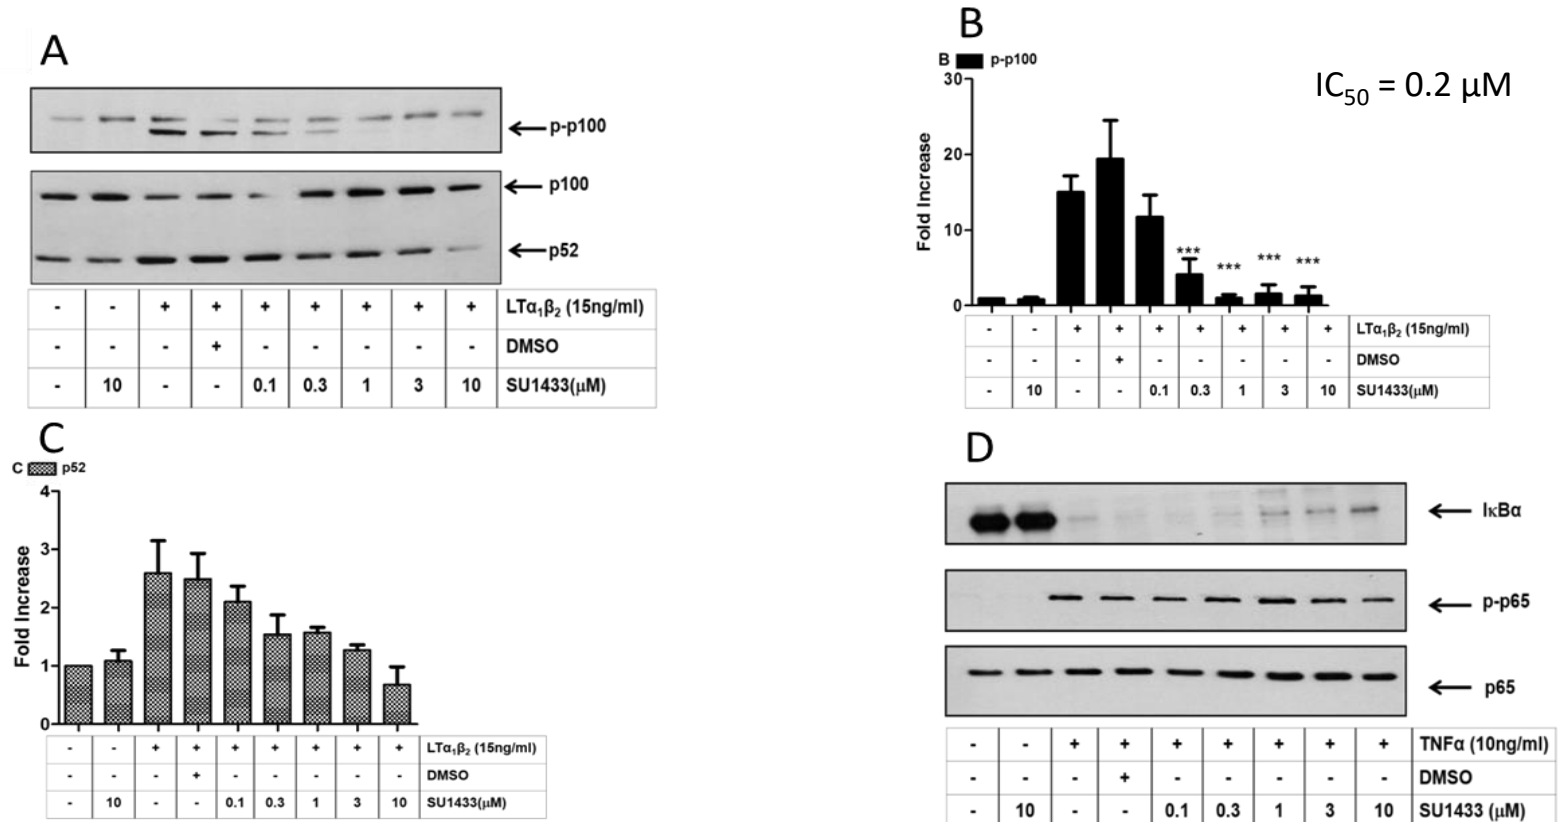 A
p-p100
p100
p52
- - + + + + + + + LTα₁β₂ (15ng/ml)
- - - + - - - - - DMSO
- 10 - - 0.1 0.3 1 3 10 SU1433(µM)
B
B p-p100
IC₅₀ = 0.2 µM
Fold Increase
30
20
10
0
*** *** *** ***
- - + + + + + + + LTα₁β₂ (15ng/ml)
- - - + - - - - - DMSO
- 10 - - 0.1 0.3 1 3 10 SU1433(µM)
C
C p52
Fold Increase
4
3
2
1
0
- - + + + + + + + LTα₁β₂ (15ng/ml)
- - - + - - - - - DMSO
- 10 - - 0.1 0.3 1 3 10 SU1433(µM)
D
IκBα
p-p65
p65
- - + + + + + + + TNFα (10ng/ml)
- - - + - - - - - DMSO
- 10 - - 0.1 0.3 1 3 10 SU1433 (µM)